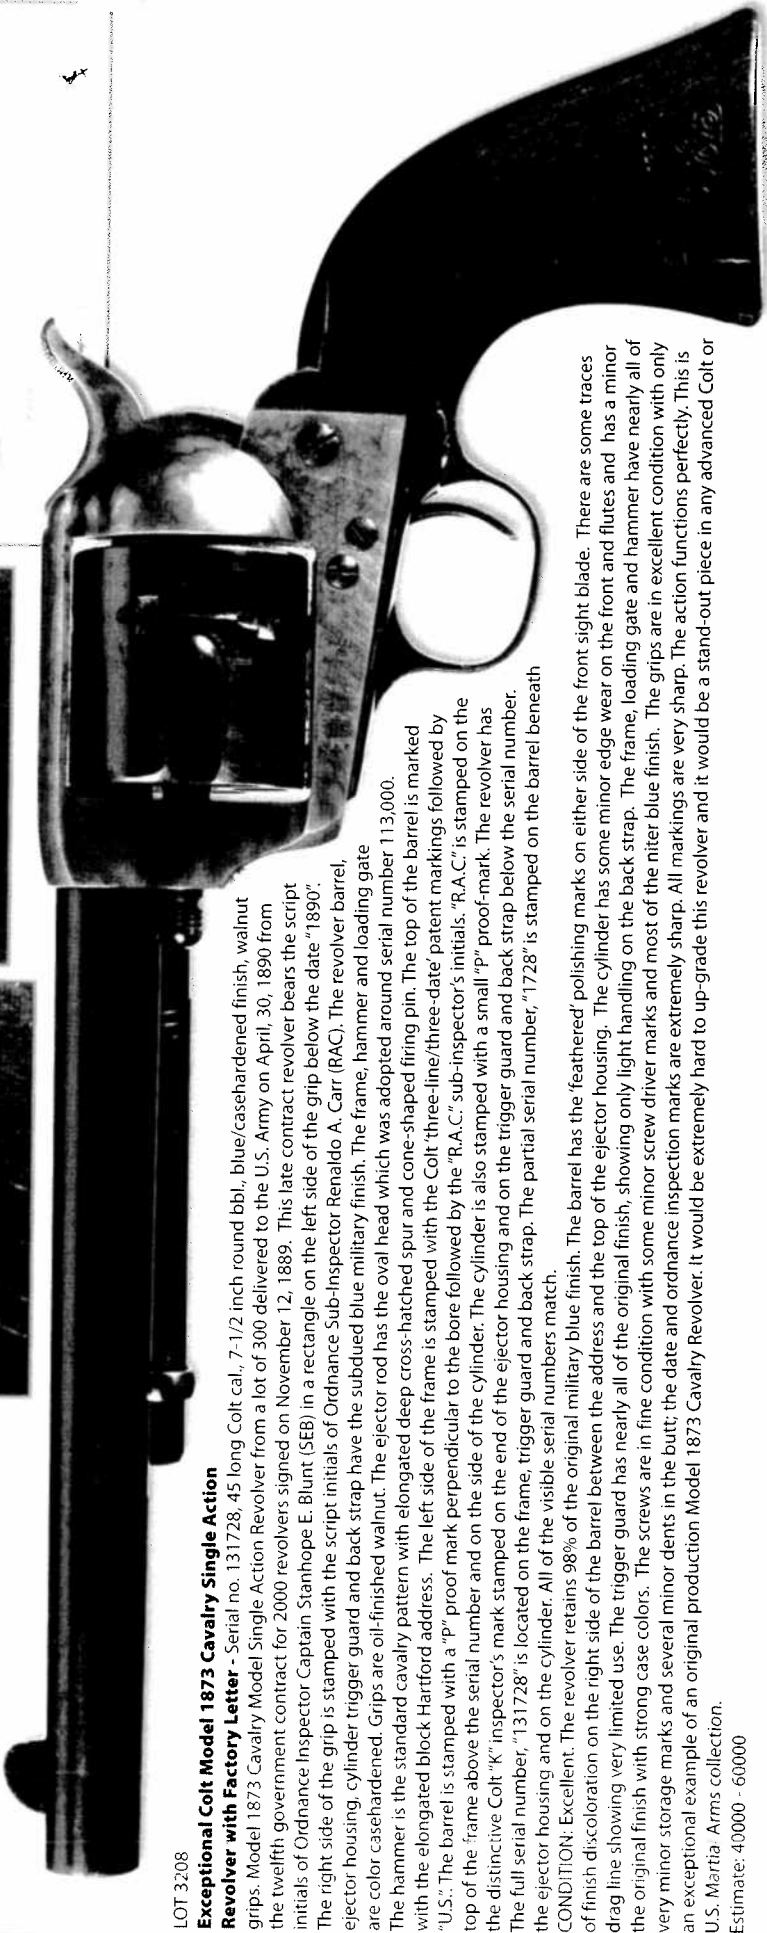 LOT 3208
Exceptional Colt Model 1873 Cavalry Single Action
Revolver with Factory Letter - Serial no. 131728, 45 long Colt cal., 7-1/2 inch round bbl., blue/casehardened finish, walnut
grips. Model 1873 Cavalry Model Single Action Revolver from a lot of 300 delivered to the U.S. Army on April, 30, 1890 from
the twelfth government contract for 2000 revolvers signed on November 12, 1889. This late contract revolver bears the script
initials of Ordnance Inspector Captain Stanhope E. Blunt (SEB) in a rectangle on the left side of the grip below the date "1890".
The right side of the grip is stamped with the script initials of Ordnance Sub-Inspector Renaldo A. Carr (RAC). The revolver barrel,
ejector housing, cylinder trigger guard and back strap have the subdued blue military finish. The frame, hammer and loading gate
are color casehardened. Grips are oil-finished walnut. The ejector rod has the oval head which was adopted around serial number 113,000.
The hammer is the standard cavalry pattern with elongated deep cross-hatched spur and cone-shaped firing pin. The top of the barrel is marked
with the elongated block Hartford address. The left side of the frame is stamped with the Colt 'three-line/three-date' patent markings followed by
"U.S.". The barrel is stamped with a "P" proof mark perpendicular to the bore followed by the "R.A.C." sub-inspector's initials. "R.A.C." is stamped on the
top of the frame above the serial number and on the side of the cylinder. The cylinder is also stamped with a small "P" proof-mark. The revolver has
the distinctive Colt "K" inspector's mark stamped on the end of the ejector housing and on the trigger guard and back strap below the serial number.
The full serial number, "131728" is located on the frame, trigger guard and back strap. The partial serial number, "1728" is stamped on the barrel beneath
the ejector housing and on the cylinder. All of the visible serial numbers match.
CONDITION: Excellent. The revolver retains 98% of the original military blue finish. The barrel has the 'feathered' polishing marks on either side of the front sight blade. There are some traces
of finish discoloration on the right side of the barrel between the address and the top of the ejector housing. The cylinder has some minor edge wear on the front and flutes and has a minor
drag line showing very limited use. The trigger guard has nearly all of the original finish, showing only light handling on the back strap. The frame, loading gate and hammer have nearly all of
the original finish with strong case colors. The screws are in fine condition with some minor screw driver marks and most of the niter blue finish. The grips are in excellent condition with only
very minor storage marks and several minor dents in the butt; the date and ordnance inspection marks are extremely sharp. All markings are very sharp. The action functions perfectly. This is
an exceptional example of an original production Model 1873 Cavalry Revolver. It would be extremely hard to up-grade this revolver and it would be a stand-out piece in any advanced Colt or
U.S. Martial Arms collection.
Estimate: 40000 - 60000